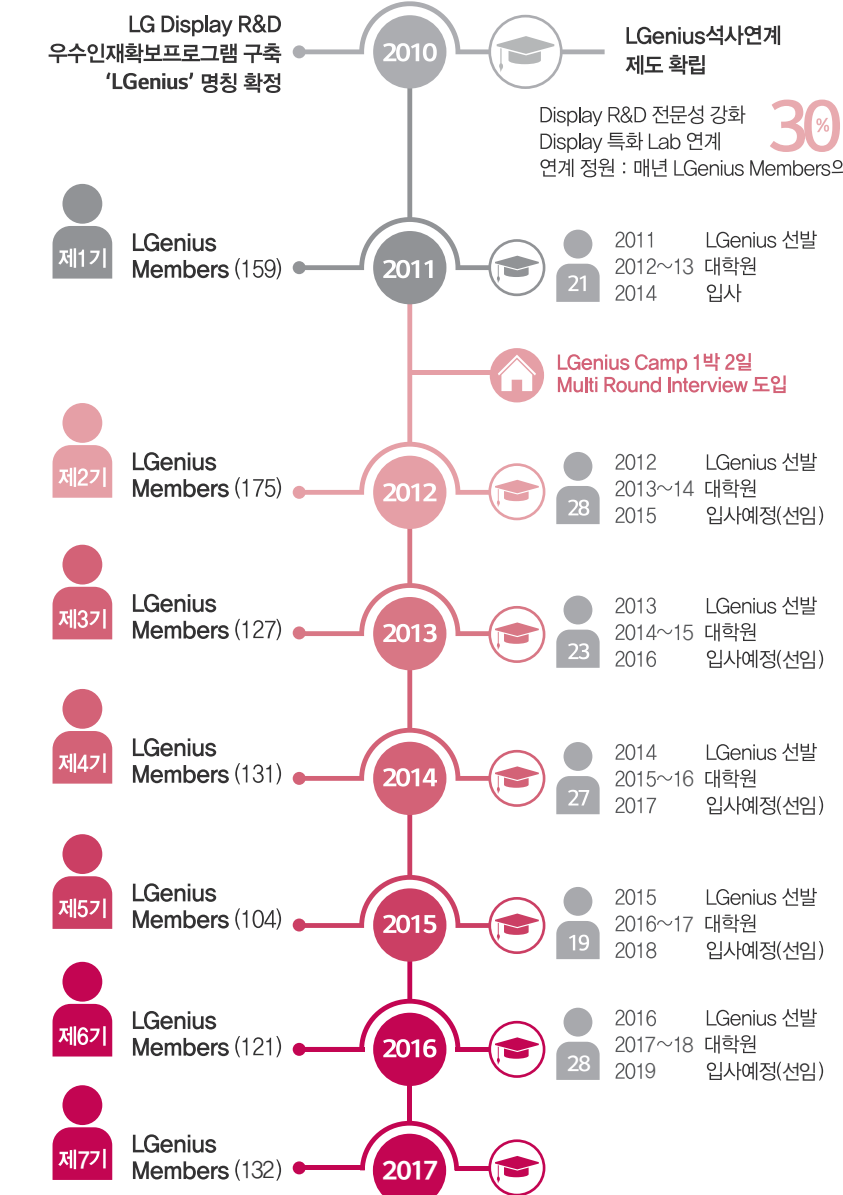 LG Display R&D
우수인재확보프로그램 구축
‘LGenius’ 명칭 확정
2010
LGenius석사연계
제도 확립
Display R&D 전문성 강화
Display 특화 Lab 연계
30%
연계 정원 : 매년 LGenius Members으
제1기
LGenius
Members (159)
2011
21
2011 LGenius 선발
2012~13 대학원
2014 입사
LGenius Camp 1박 2일
Multi Round Interview 도입
제2기
LGenius
Members (175)
2012
28
2012 LGenius 선발
2013~14 대학원
2015 입사예정(선임)
제3기
LGenius
Members (127)
2013
23
2013 LGenius 선발
2014~15 대학원
2016 입사예정(선임)
제4기
LGenius
Members (131)
2014
27
2014 LGenius 선발
2015~16 대학원
2017 입사예정(선임)
제5기
LGenius
Members (104)
2015
19
2015 LGenius 선발
2016~17 대학원
2018 입사예정(선임)
제6기
LGenius
Members (121)
2016
28
2016 LGenius 선발
2017~18 대학원
2019 입사예정(선임)
제7기
LGenius
Members (132)
2017